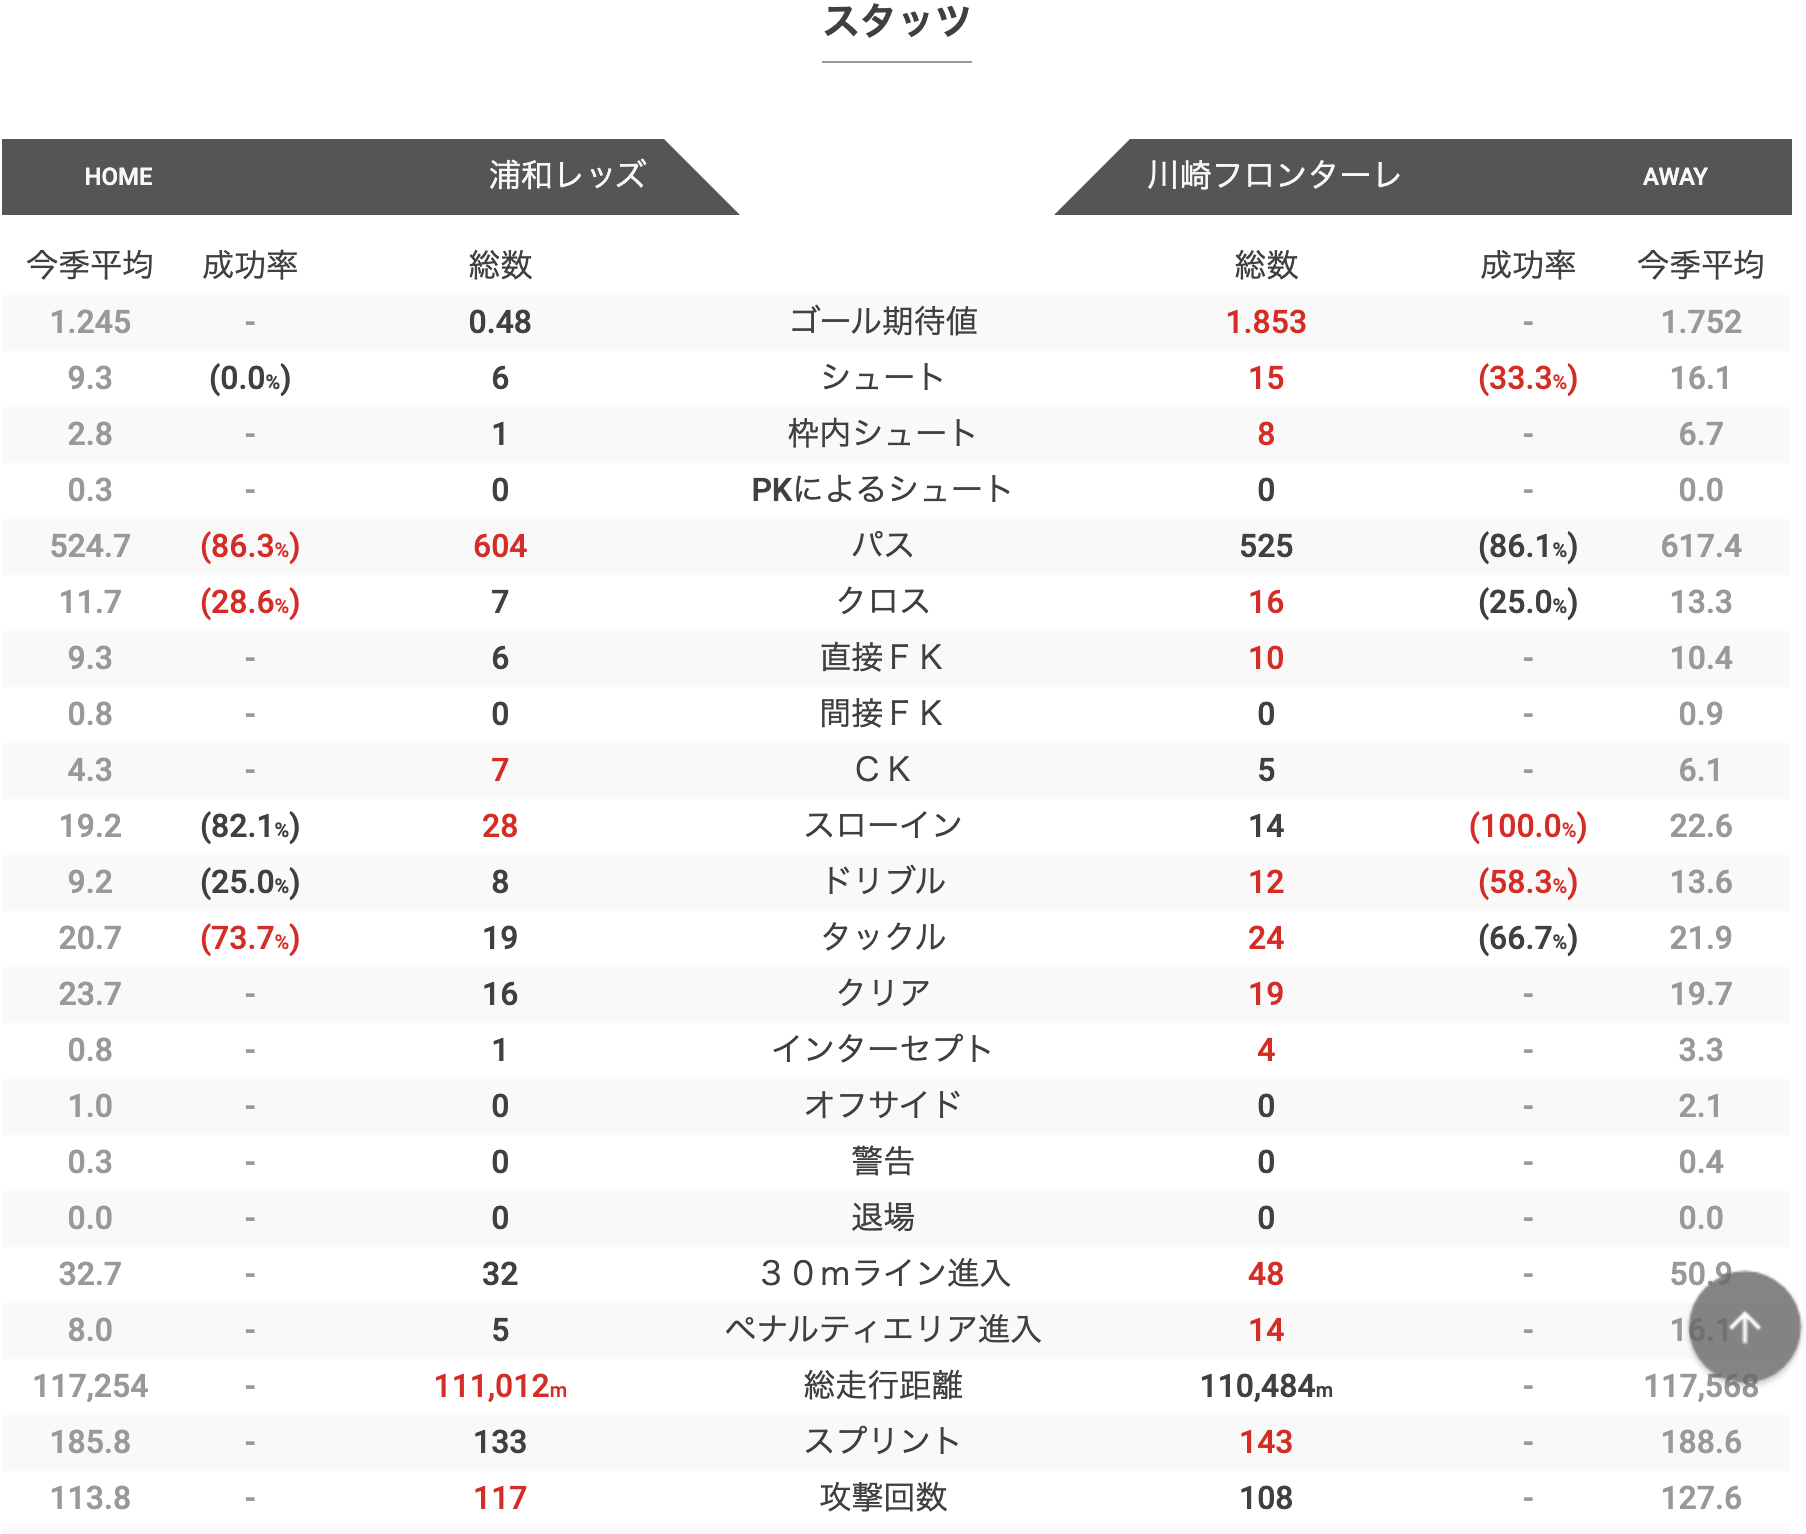 スタッツ
HOME 浦和レッズ 川崎フロンターレ AWAY
今季平均 成功率 総数 総数 成功率 今季平均
1.245 - 0.48 ゴール期待値 1.853 - 1.752
9.3 (0.0%) 6 シュート 15 (33.3%) 16.1
2.8 - 1 枠内シュート 8 - 6.7
0.3 - 0 PKによるシュート 0 - 0.0
524.7 (86.3%) 604 パス 525 (86.1%) 617.4
11.7 (28.6%) 7 クロス 16 (25.0%) 13.3
9.3 - 6 直接ＦＫ 10 - 10.4
0.8 - 0 間接ＦＫ 0 - 0.9
4.3 - 7 ＣＫ 5 - 6.1
19.2 (82.1%) 28 スローイン 14 (100.0%) 22.6
9.2 (25.0%) 8 ドリブル 12 (58.3%) 13.6
20.7 (73.7%) 19 タックル 24 (66.7%) 21.9
23.7 - 16 クリア 19 - 19.7
0.8 - 1 インターセプト 4 - 3.3
1.0 - 0 オフサイド 0 - 2.1
0.3 - 0 警告 0 - 0.4
0.0 - 0 退場 0 - 0.0
32.7 - 32 ３０ｍライン進入 48 - 50.9
8.0 - 5 ペナルティエリア進入 14 - 16.1
117,254 - 111,012m 総走行距離 110,484m - 117,568
185.8 - 133 スプリント 143 - 188.6
113.8 - 117 攻撃回数 108 - 127.6